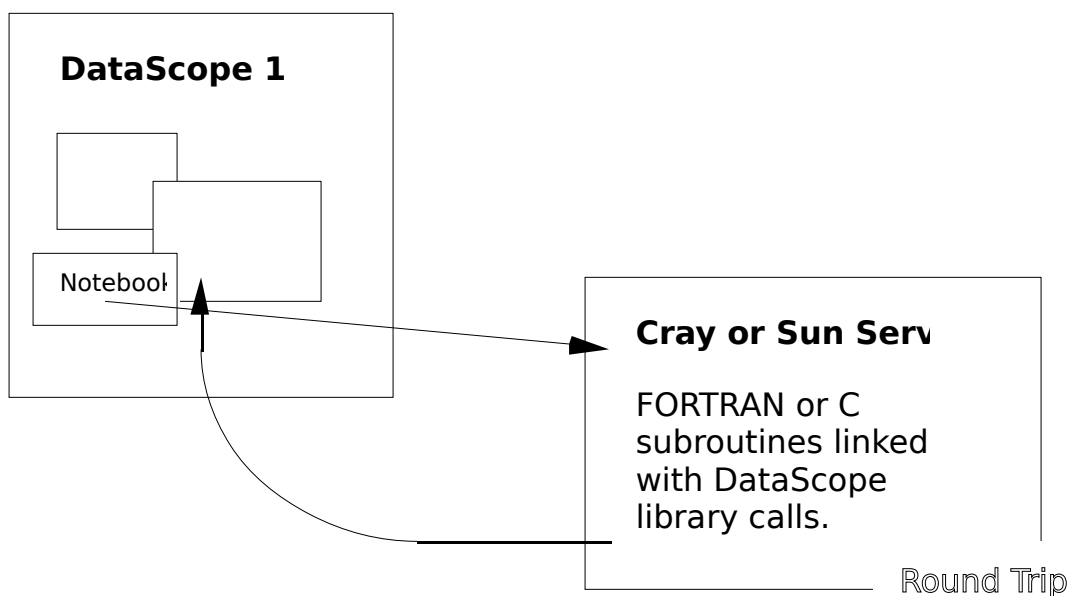 DataScope 1
Notebook
Cray or Sun Serv
FORTRAN or C
subroutines linked
with DataScope
library calls.
Round Trip